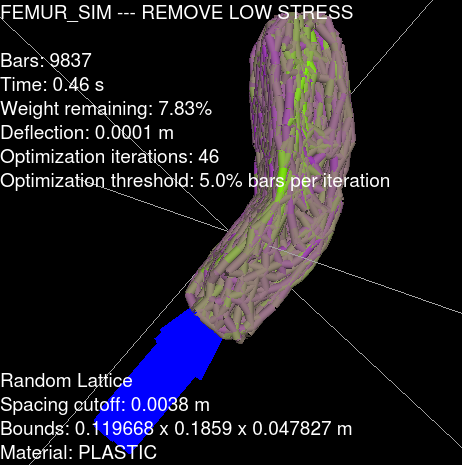 FEMUR_SIM --- REMOVE LOW STRESS
Bars: 9837
Time: 0.46 s
Weight remaining: 7.83%
Deflection: 0.0001 m
Optimization iterations: 46
Optimization threshold: 5.0% bars per iteration
Random Lattice
Spacing cutoff: 0.0038 m
Bounds: 0.119668 x 0.1859 x 0.047827 m
Material: PLASTIC